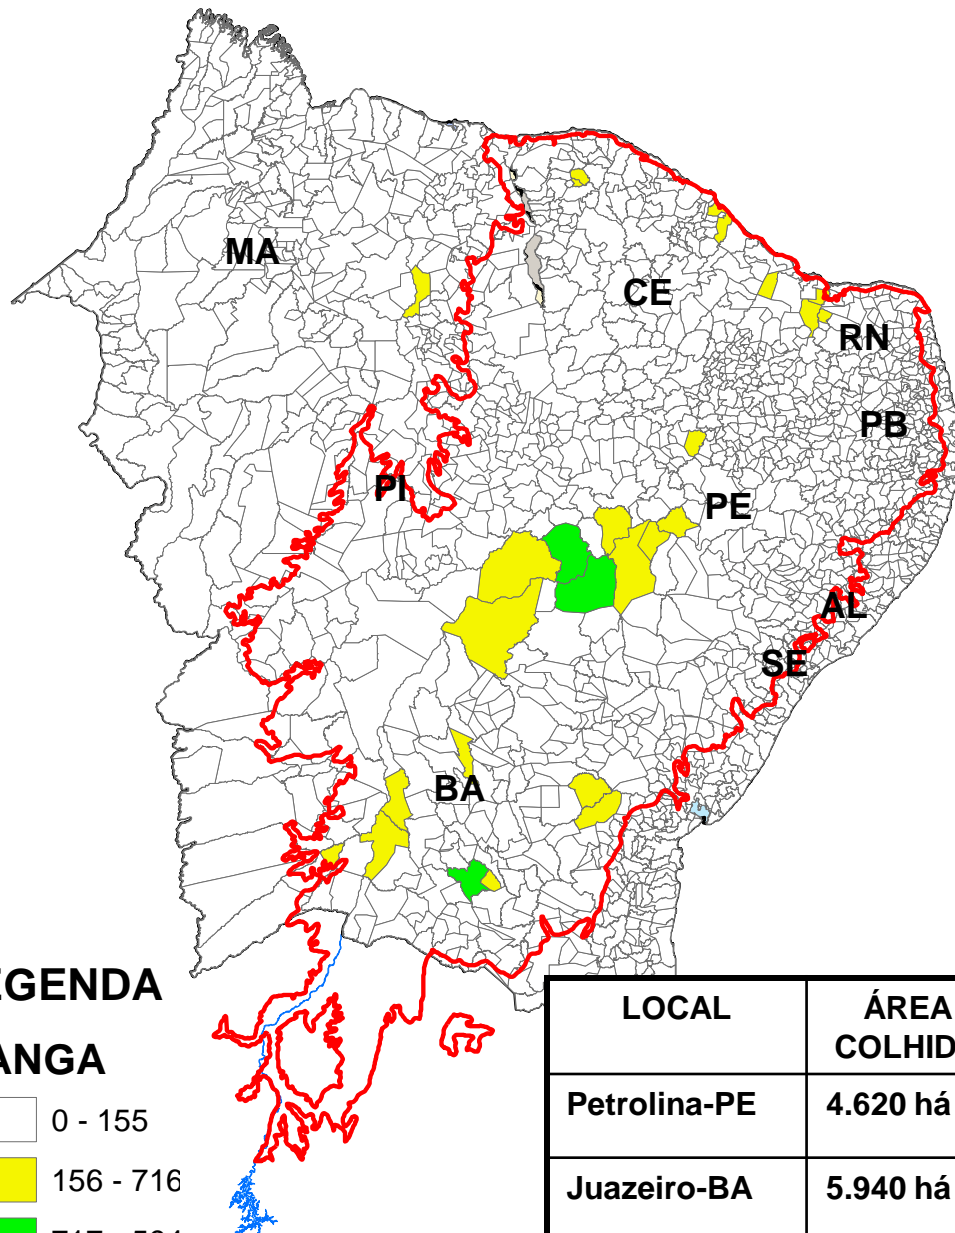 MA
CE
RN
PB
PI
PE
AL
SE
BA
EGENDA
ANGA
0 - 155
156 - 716
LOCAL
ÁREA
COLHID
Petrolina-PE
4.620 há
Juazeiro-BA
5.940 há